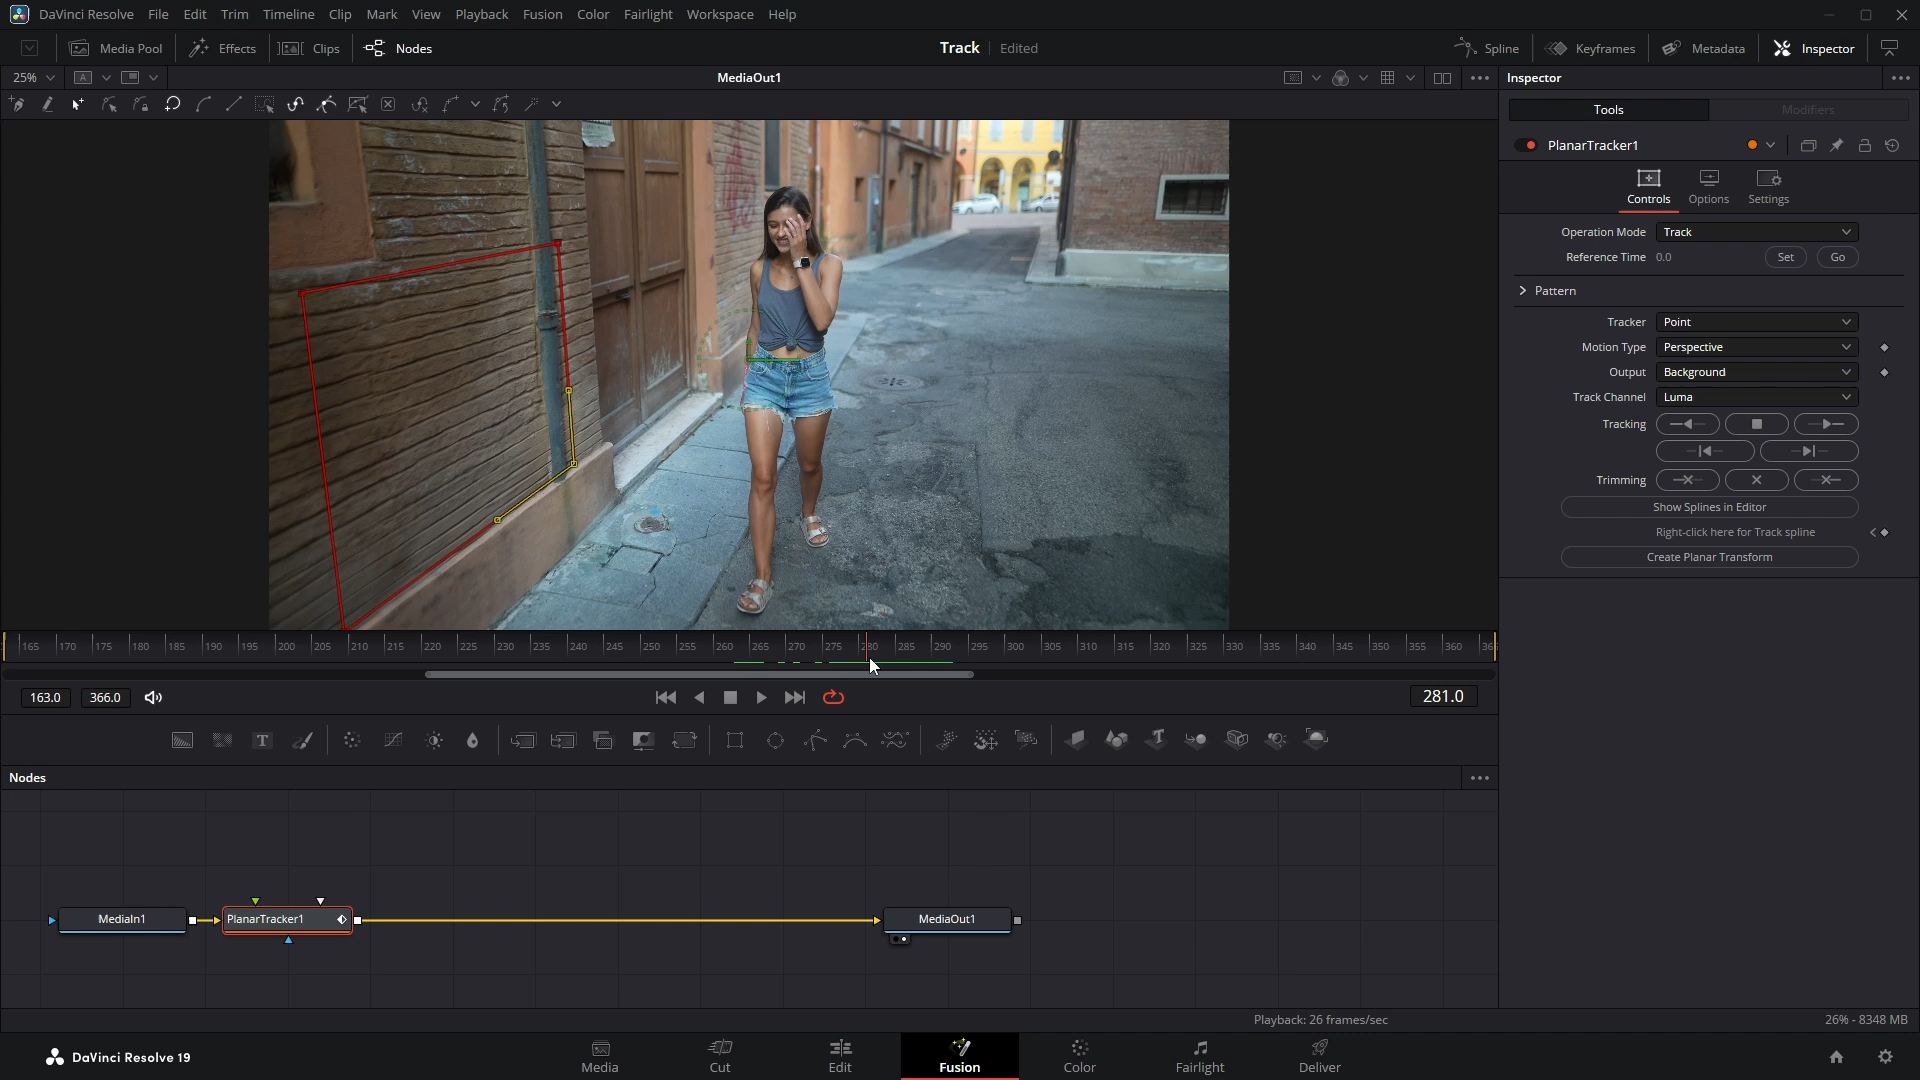 DaVinci Resolve File Edit Trim Timeline Clip Mark View Playback Fusion Color Fairlight Workspace Help
Media Pool Effects Clips Nodes Track Edited Spline Keyframes Metadata Inspector
25% A MediaOut1 Inspector
Tools Modifiers
PlanarTracker1
Controls Options Settings
Operation Mode Track
Reference Time 0.0 Set Go
Pattern
Tracker Point
Motion Type Perspective
Output Background
Track Channel Luma
Tracking
Trimming
Show Splines in Editor
Right-click here for Track spline
Create Planar Transform
165 170 175 180 185 190 195 200 205 210 215 220 225 230 235 240 245 250 255 260 265 270 275 280 285 290 295 300 305 310 315 320 325 330 335 340 345 350 355 360
163.0 366.0 281.0
T
Nodes
MediaIn1 PlanarTracker1 MediaOut1
Playback: 26 frames/sec 26% - 8348 MB
DaVinci Resolve 19 Media Cut Edit Fusion Color Fairlight Deliver